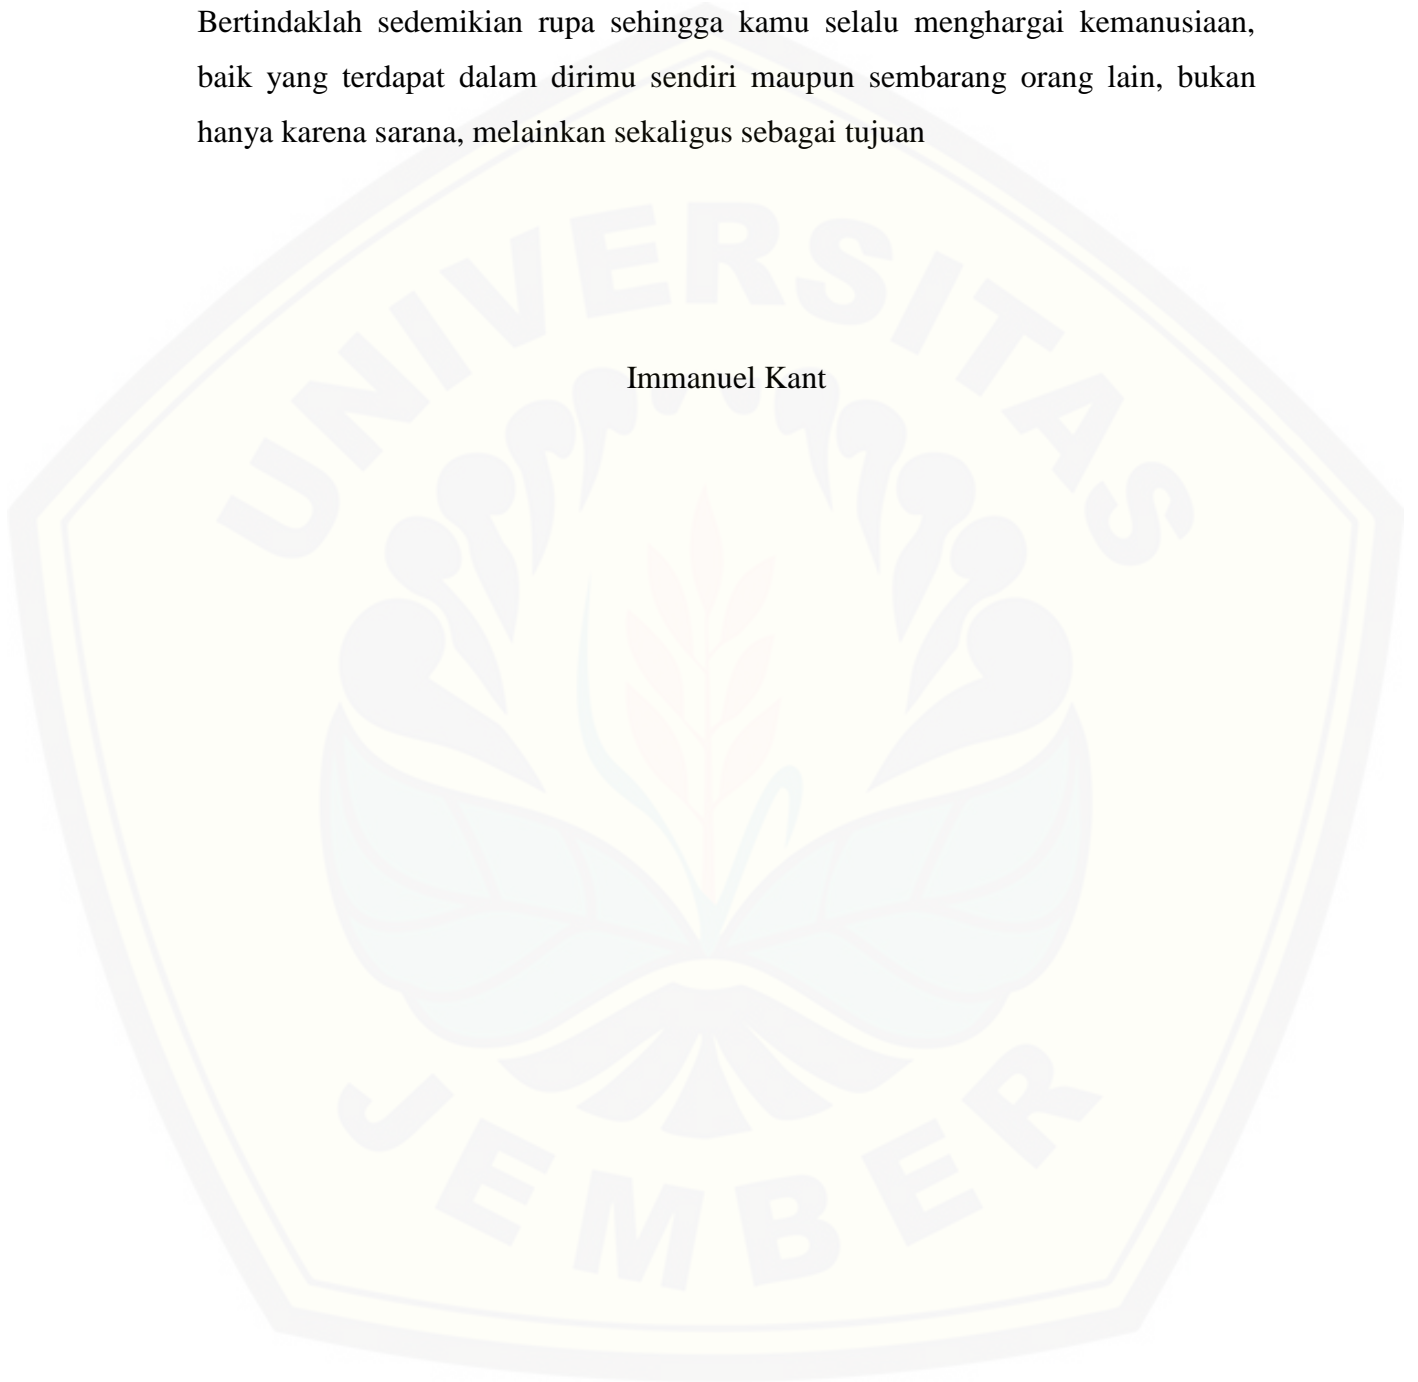 Bertindaklah sedemikian rupa sehingga kamu selalu menghargai kemanusiaan,
baik yang terdapat dalam dirimu sendiri maupun sembarang orang lain, bukan
hanya karena sarana, melainkan sekaligus sebagai tujuan
UNIVERSITAS
Immanuel Kant
JEMBER